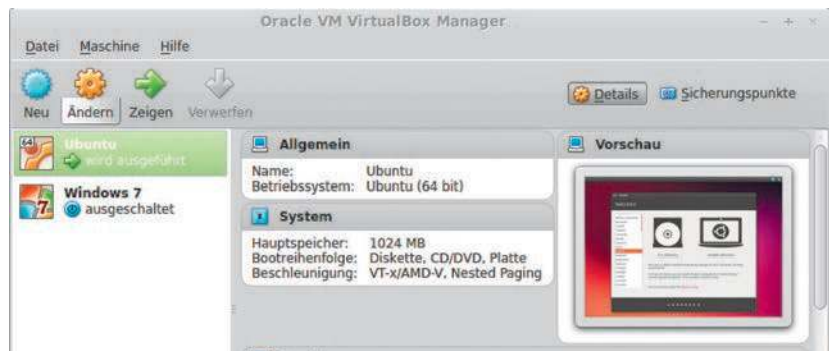 Oracle VM VirtualBox Manager
Datei Maschine Hilfe
Neu Ändern Zeigen Verwerfen
Details Sicherungspunkte
64 Ubuntu
wird ausgeführt
7 Windows 7
ausgeschaltet
Allgemein
Name: Ubuntu
Betriebssystem: Ubuntu (64 bit)
System
Hauptspeicher: 1024 MB
Bootreihenfolge: Diskette, CD/DVD, Platte
Beschleunigung: VT-x/AMD-V, Nested Paging
Vorschau